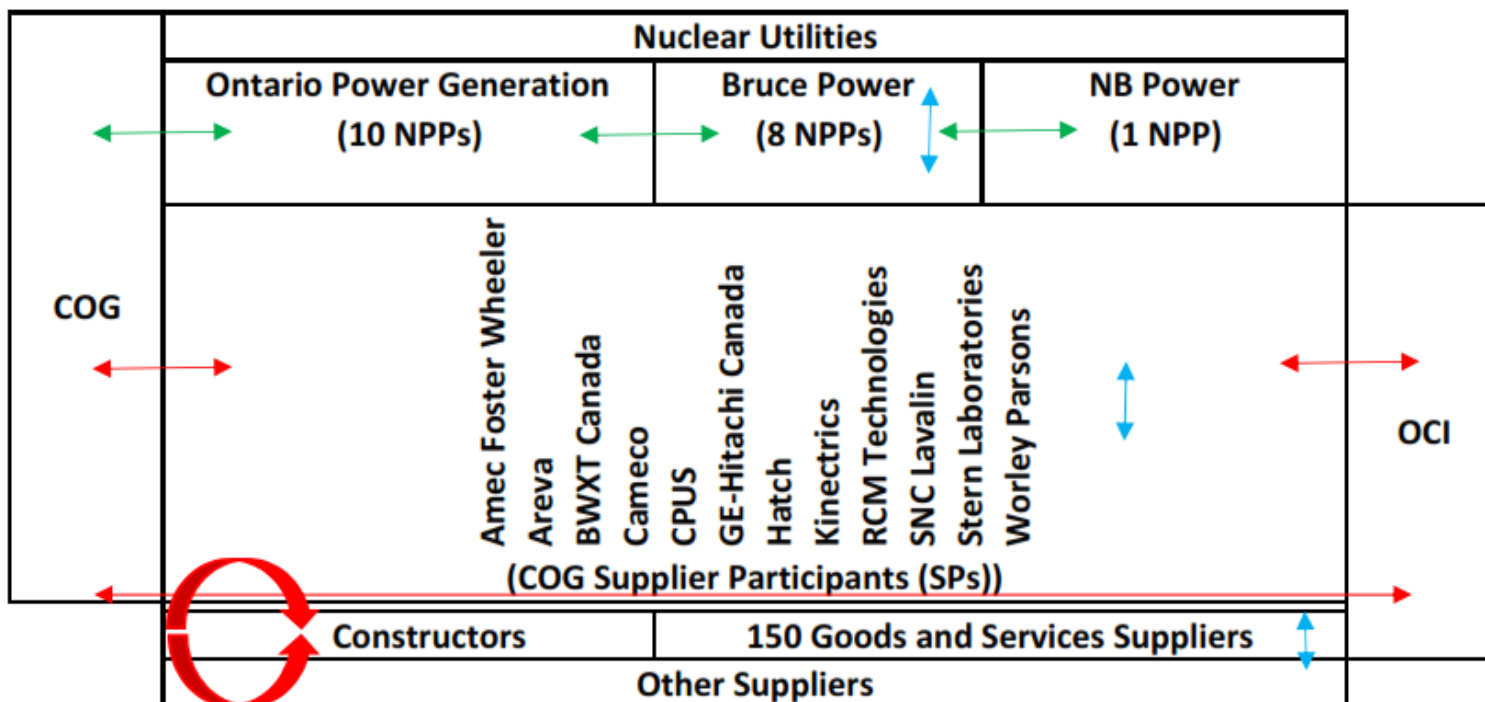 Nuclear Utilities
Ontario Power Generation
(10 NPPs)
Bruce Power
(8 NPPs)
NB Power
(1 NPP)
COG
Amec Foster Wheeler
Areva
BWXT Canada
Cameco
CPUS
GE-Hitachi Canada
Hatch
Kinectrics
RCM Technologies
SNC Lavalin
Stern Laboratories
Worley Parsons
OCI
(COG Supplier Participants (SPs))
Constructors
150 Goods and Services Suppliers
Other Suppliers